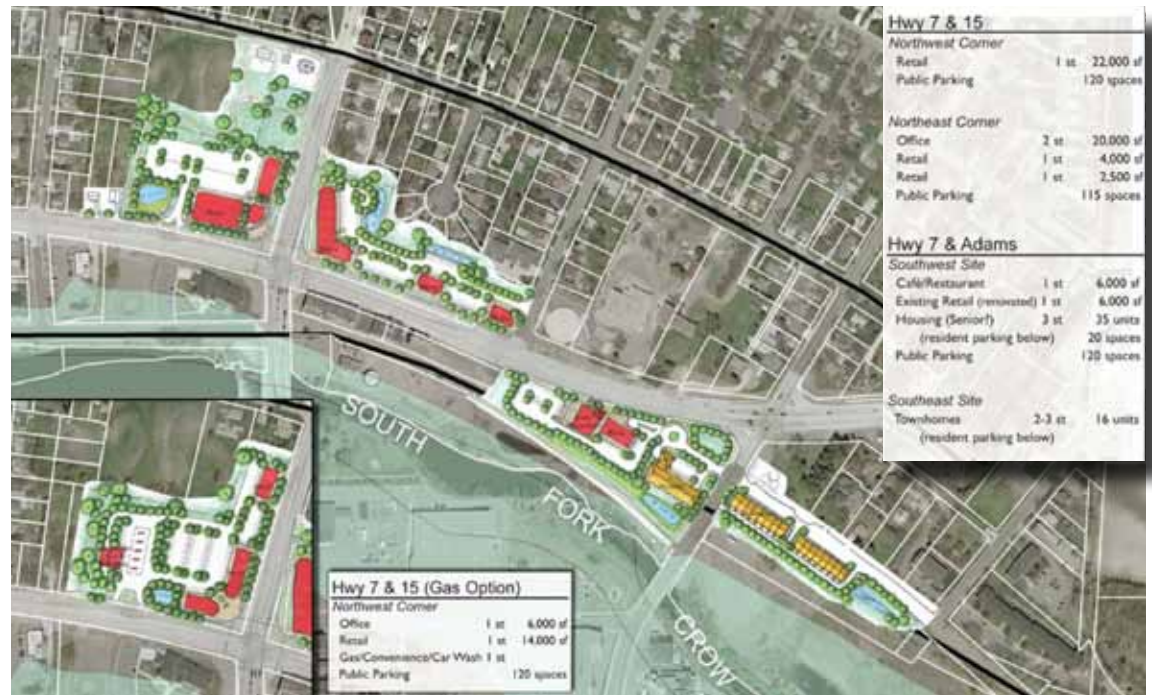 Hwy 7 & 15
Northwest Corner
Retail 1 st 22,000 sf
Public Parking 120 spaces
Northeast Corner
Office 2 st 20,000 sf
Retail 1 st 4,000 sf
Retail 1 st 2,500 sf
Public Parking 115 spaces
Hwy 7 & Adams
Southwest Site
Café/Restaurant 1 st 6,000 sf
Existing Retail (renovated) 1 st 6,000 sf
Housing (Senior?) 3 st 35 units
(resident parking below) 20 spaces
Public Parking 120 spaces
Southeast Site
Townhomes 2-3 st 16 units
(resident parking below)
SOUTH
FORK
CROW
Hwy 7 & 15 (Gas Option)
Northwest Corner
Office 1 st 6,000 sf
Retail 1 st 14,000 sf
Gas/Convenience/Car Wash 1 st
Public Parking 120 spaces